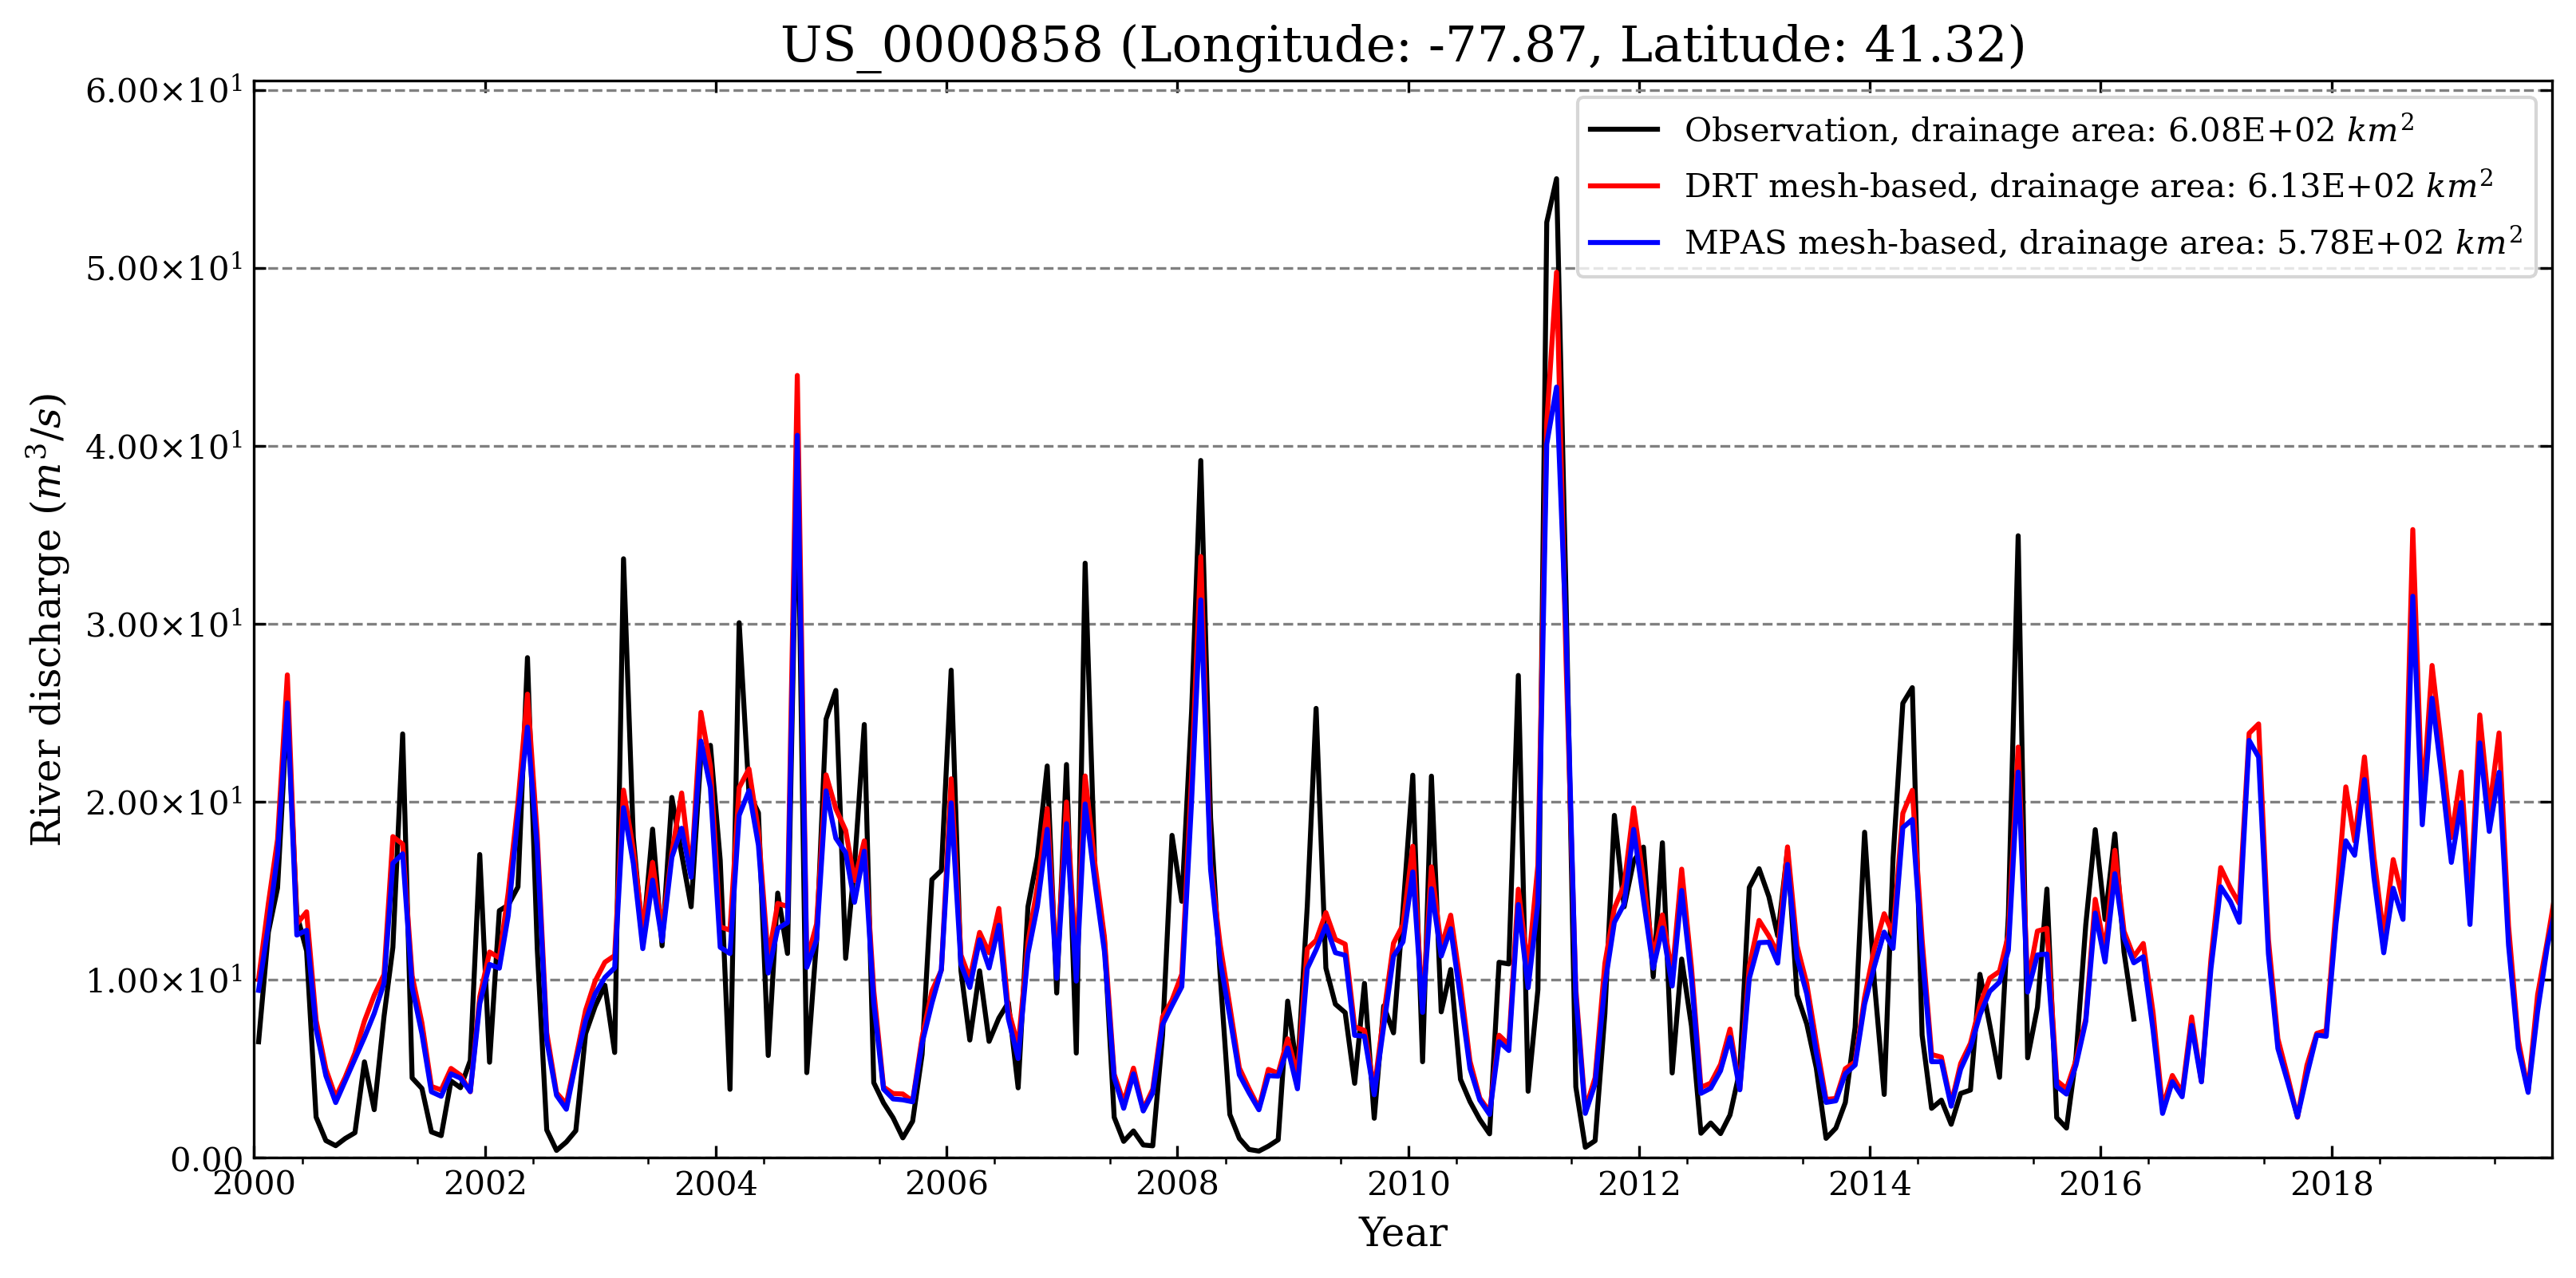 US_0000858 (Longitude: -77.87, Latitude: 41.32)
6.00×10¹
5.00×10¹
4.00×10¹
3.00×10¹
2.00×10¹
1.00×10¹
0.00
River discharge (m³/s)
Observation, drainage area: 6.08E+02 km²
DRT mesh-based, drainage area: 6.13E+02 km²
MPAS mesh-based, drainage area: 5.78E+02 km²
2000 2002 2004 2006 2008 2010 2012 2014 2016 2018
Year